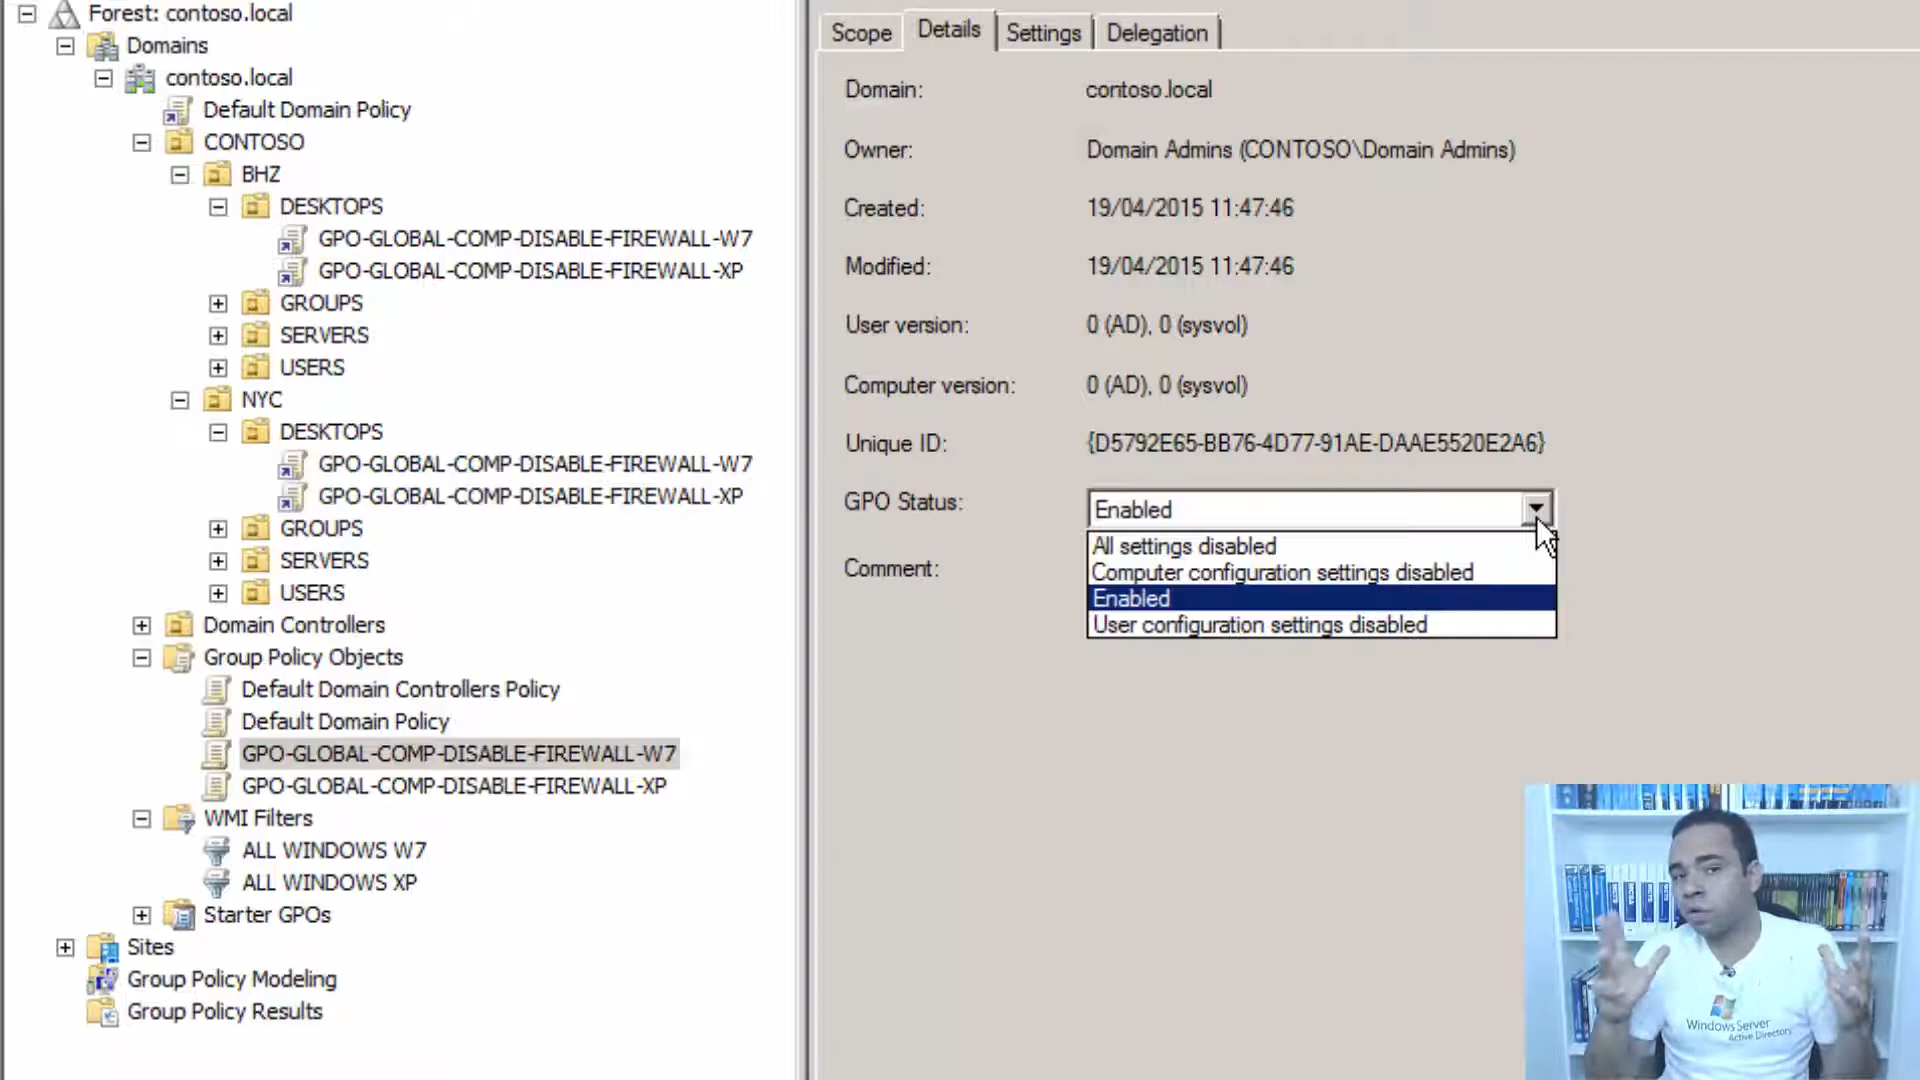 Forest: contoso.local
Domains
contoso.local
Default Domain Policy
CONTOSO
BHZ
DESKTOPS
GPO-GLOBAL-COMP-DISABLE-FIREWALL-W7
GPO-GLOBAL-COMP-DISABLE-FIREWALL-XP
GROUPS
SERVERS
USERS
NYC
DESKTOPS
GPO-GLOBAL-COMP-DISABLE-FIREWALL-W7
GPO-GLOBAL-COMP-DISABLE-FIREWALL-XP
GROUPS
SERVERS
USERS
Domain Controllers
Group Policy Objects
Default Domain Controllers Policy
Default Domain Policy
GPO-GLOBAL-COMP-DISABLE-FIREWALL-W7
GPO-GLOBAL-COMP-DISABLE-FIREWALL-XP
WMI Filters
ALL WINDOWS W7
ALL WINDOWS XP
Starter GPOs
Sites
Group Policy Modeling
Group Policy Results
Scope Details Settings Delegation
Domain: contoso.local
Owner: Domain Admins (CONTOSO\Domain Admins)
Created: 19/04/2015 11:47:46
Modified: 19/04/2015 11:47:46
User version: 0 (AD), 0 (sysvol)
Computer version: 0 (AD), 0 (sysvol)
Unique ID: {D5792E65-BB76-4D77-91AE-DAAE5520E2A6}
GPO Status: Enabled
All settings disabled
Computer configuration settings disabled
Enabled
User configuration settings disabled
Comment:
Windows Server
Active Directory